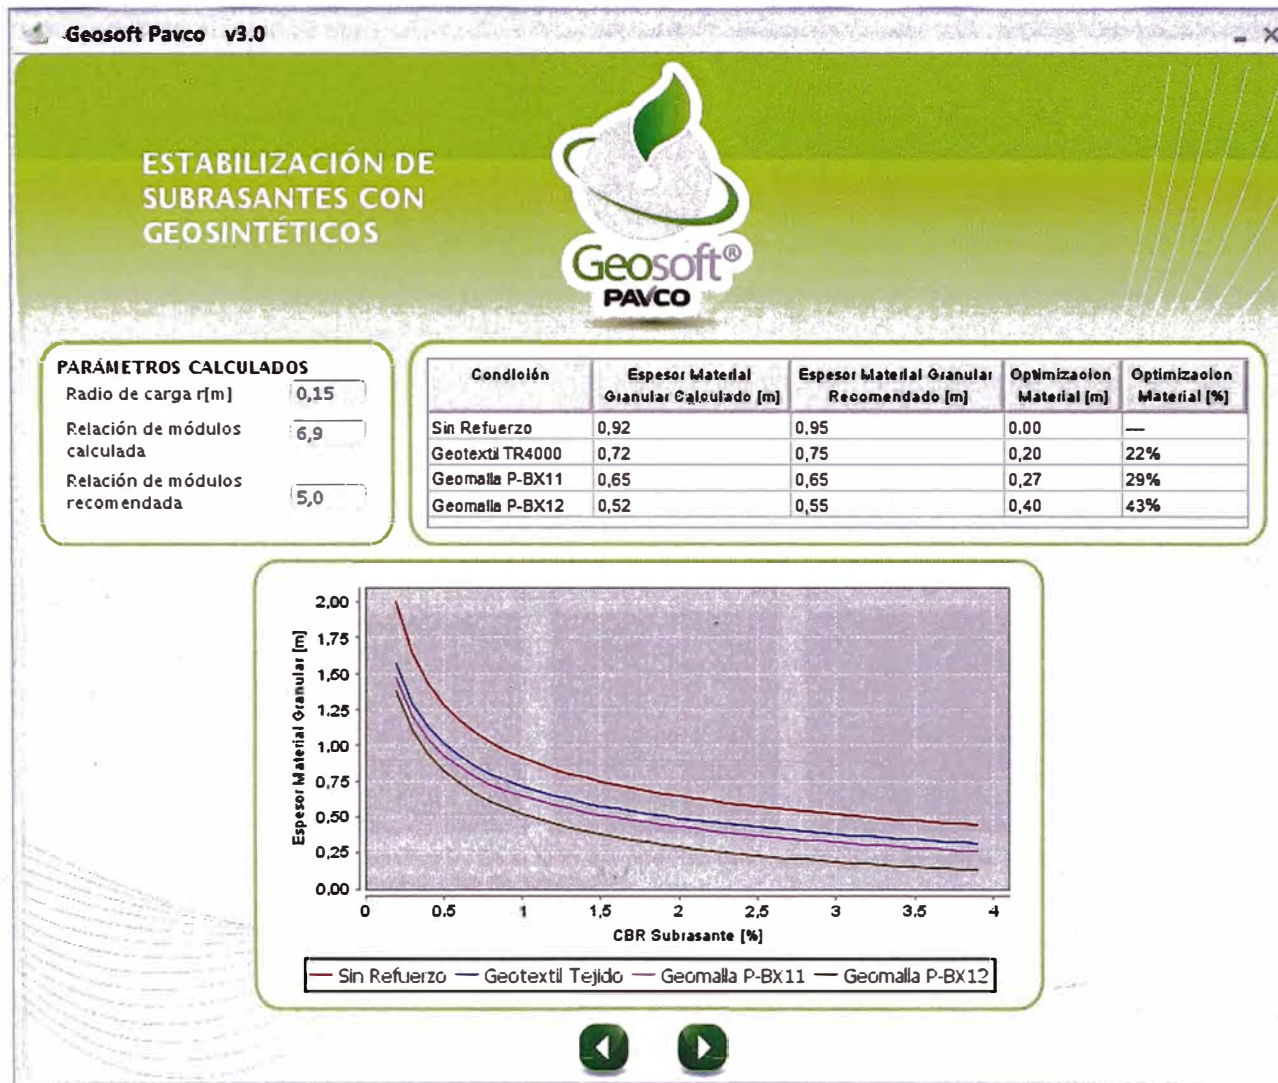 Geosoft Pavco v3.0
ESTABILIZACIÓN DE
SUBRASANTES CON
GEOSINTÉTICOS
Geosoft®
PAVCO
PARÁMETROS CALCULADOS
Radio de carga r[m] 0,15
Relación de módulos
calculada 6,9
Relación de módulos
recomendada 5,0
Condición Espesor Material Granular Calculado [m] Espesor Material Granular Recomendado [m] Optimizacion Material [m] Optimizacion Material [%]
Sin Refuerzo 0,92 0,95 0.00 ---
Geotextil TR4000 0,72 0,75 0,20 22%
Geomalla P-BX11 0,65 0,65 0,27 29%
Geomalla P-BX12 0,52 0,55 0,40 43%
Espesor Material Granular [m]
2,00
1,75
1,50
1,25
1,00
0,75
0,50
0,25
0,00
0 0,5 1 1,5 2 2,5 3 3,5 4
CBR Subrasante [%]
Sin Refuerzo Geotextil Tejido Geomalla P-BX11 Geomalla P-BX12